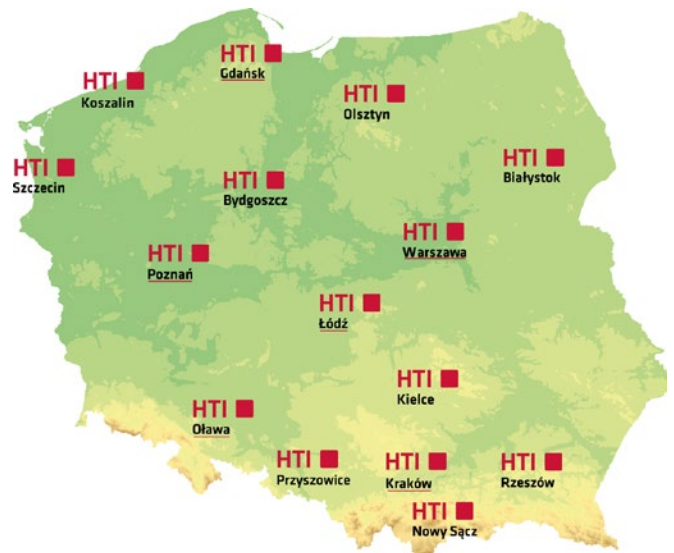 HTI
Gdańsk
HTI
Koszalin
HTI
Olsztyn
HTI
Szczecin
HTI
Bydgoszcz
HTI
Białystok
HTI
Poznań
HTI
Warszawa
HTI
Łódź
HTI
Kielce
HTI
Oława
HTI
Przyszowice
HTI
Kraków
HTI
Rzeszów
HTI
Nowy Sącz